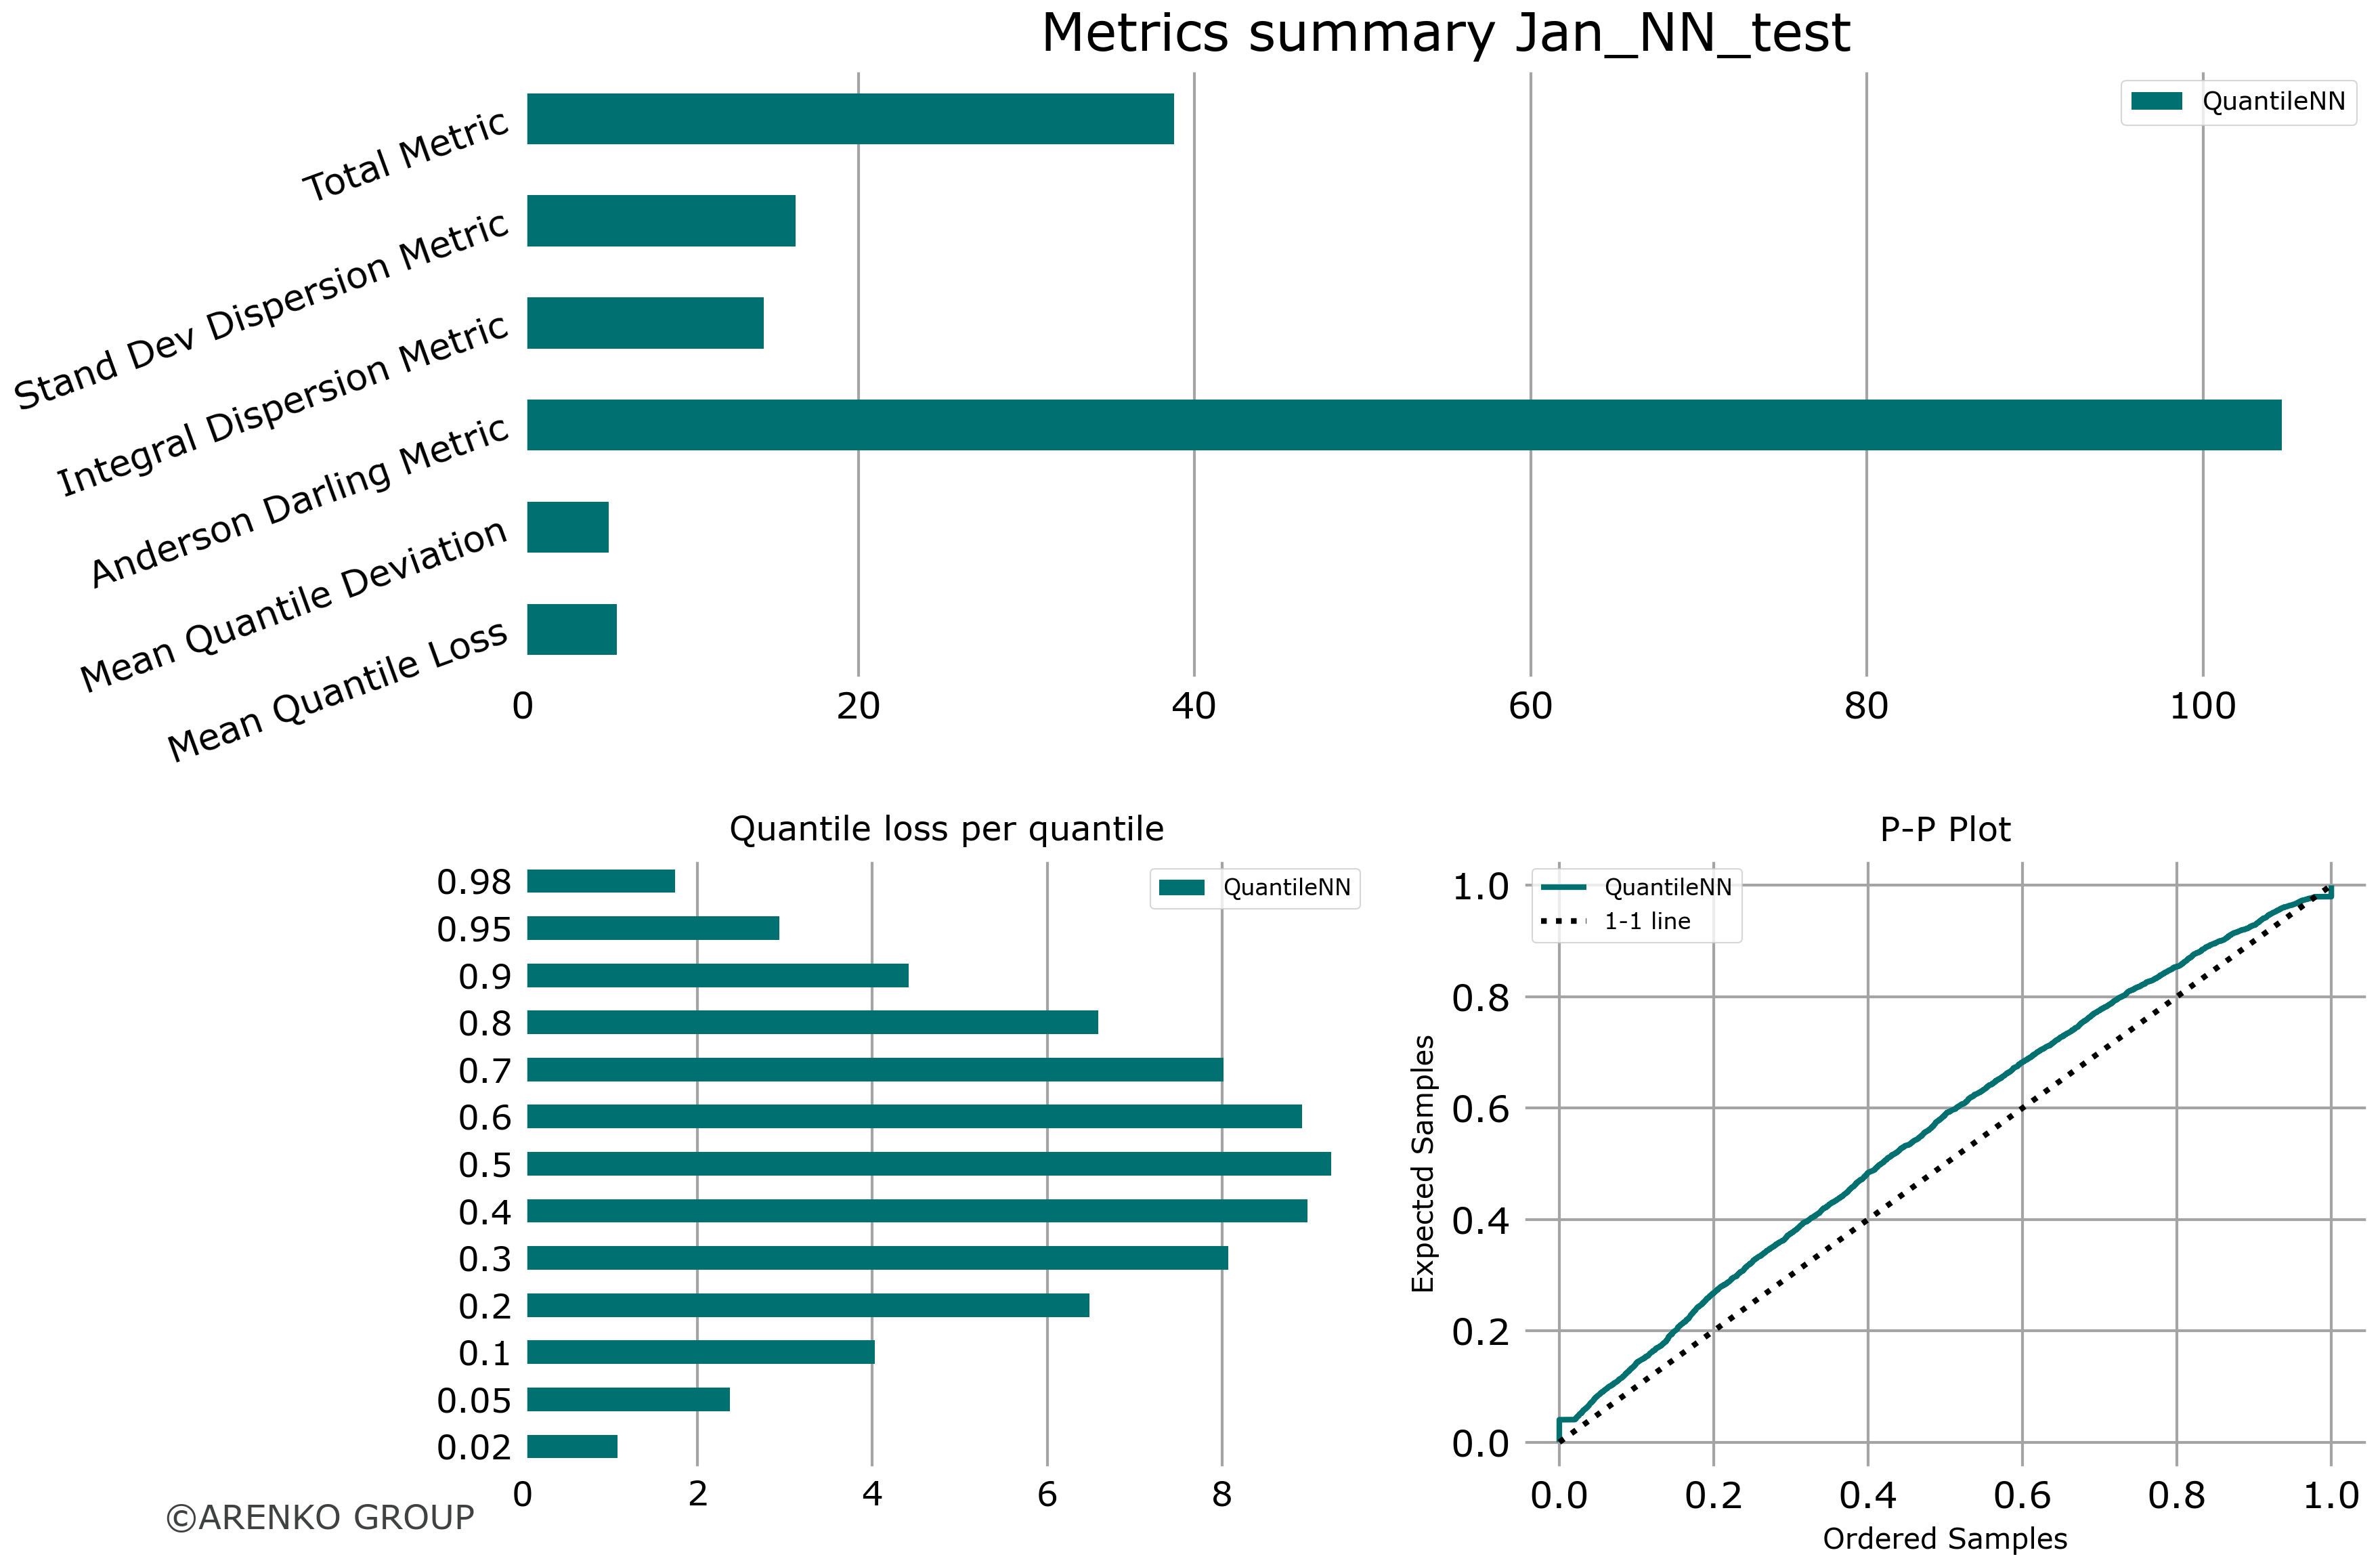 Metrics summary Jan_NN_test
QuantileNN
Total Metric
Stand Dev Dispersion Metric
Integral Dispersion Metric
Anderson Darling Metric
Mean Quantile Deviation
Mean Quantile Loss
0 20 40 60 80 100
Quantile loss per quantile
QuantileNN
0.98
0.95
0.9
0.8
0.7
0.6
0.5
0.4
0.3
0.2
0.1
0.05
0.02
0 2 4 6 8
P-P Plot
QuantileNN
1-1 line
Expected Samples
1.0
0.8
0.6
0.4
0.2
0.0
0.0 0.2 0.4 0.6 0.8 1.0
Ordered Samples
©ARENKO GROUP